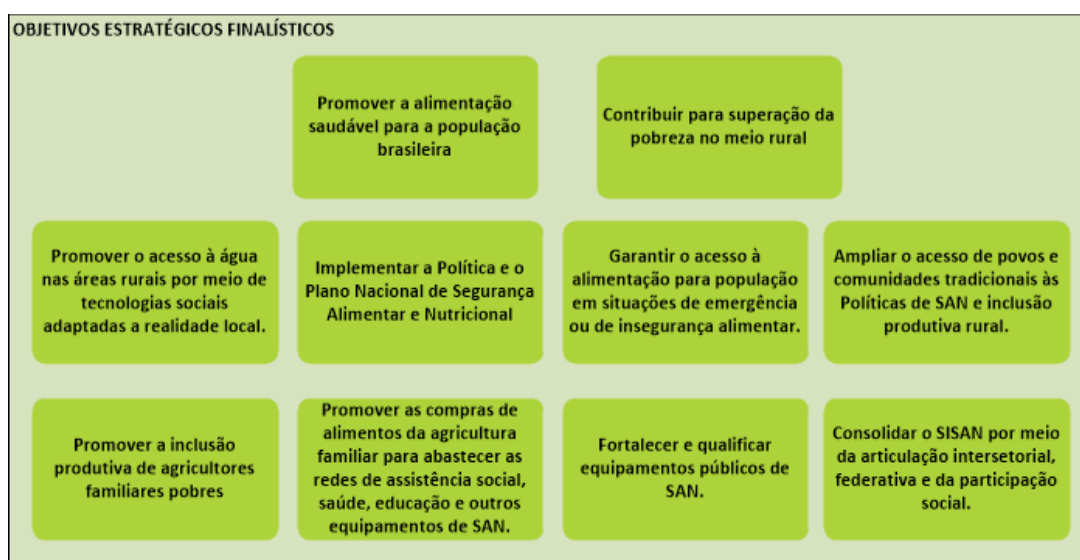 OBJETIVOS ESTRATÉGICOS FINALÍSTICOS
Promover a alimentação
saudável para a população
brasileira
Contribuir para superação da
pobreza no meio rural
Promover o acesso à água
nas áreas rurais por meio de
tecnologias sociais
adaptadas a realidade local.
Implementar a Política e o
Plano Nacional de Segurança
Alimentar e Nutricional
Garantir o acesso à
alimentação para população
em situações de emergência
ou de insegurança alimentar.
Ampliar o acesso de povos e
comunidades tradicionais às
Políticas de SAN e inclusão
produtiva rural.
Promover a inclusão
produtiva de agricultores
familiares pobres
Promover as compras de
alimentos da agricultura
familiar para abastecer as
redes de assistência social,
saúde, educação e outros
equipamentos de SAN.
Fortalecer e qualificar
equipamentos públicos de
SAN.
Consolidar o SISAN por meio
da articulação intersetorial,
federativa e da participação
social.